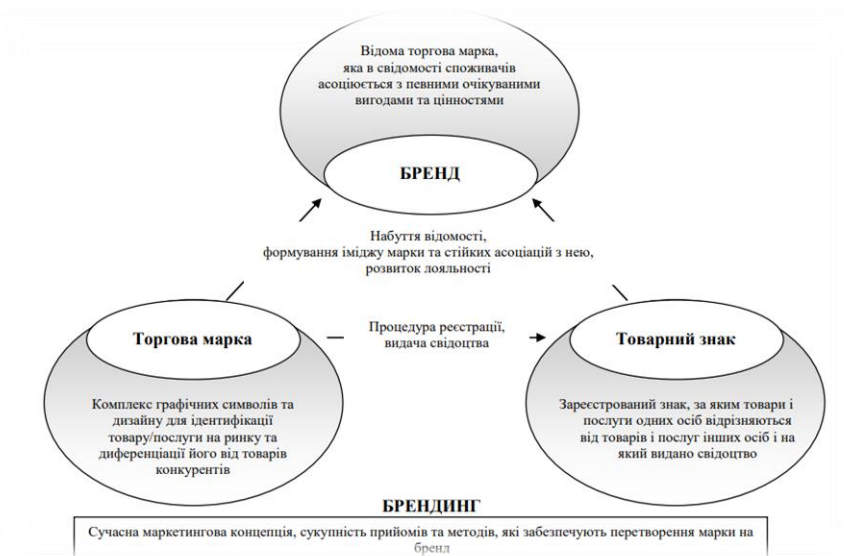 Відома торгова марка,
яка в свідомості споживачів
асоціюється з певними очікуваними
вигодами та цінностями
БРЕНД
Набуття відомості,
формування іміджу марки та стійких асоціацій з нею,
розвиток лояльності
Торгова марка
Процедура реєстрації,
видача свідоцтва
Товарний знак
Комплекс графічних символів та
дизайну для ідентифікації
товару/послуги на ринку та
диференціації його від товарів
конкурентів
Зареєстрований знак, за яким товари і
послуги одних осіб відрізняються
від товарів і послуг інших осіб і на
який видано свідоцтво
БРЕНДИНГ
Сучасна маркетингова концепція, сукупність прийомів та методів, які забезпечують перетворення марки на
бренд